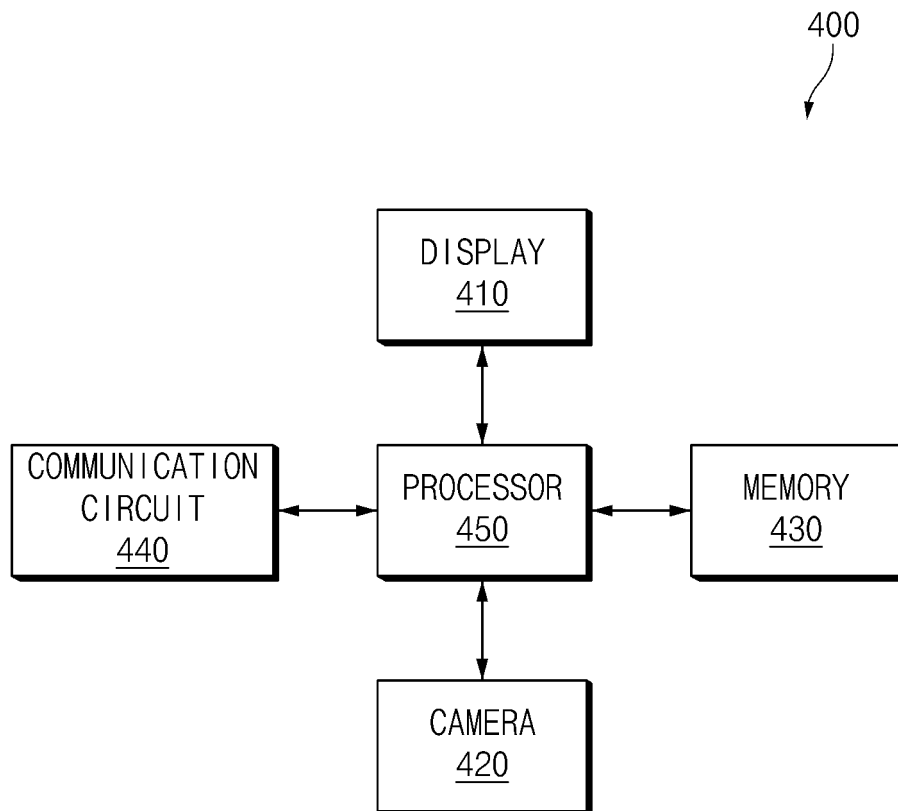 400
DISPLAY
410
COMMUNICATION
CIRCUIT
440
PROCESSOR
450
MEMORY
430
CAMERA
420